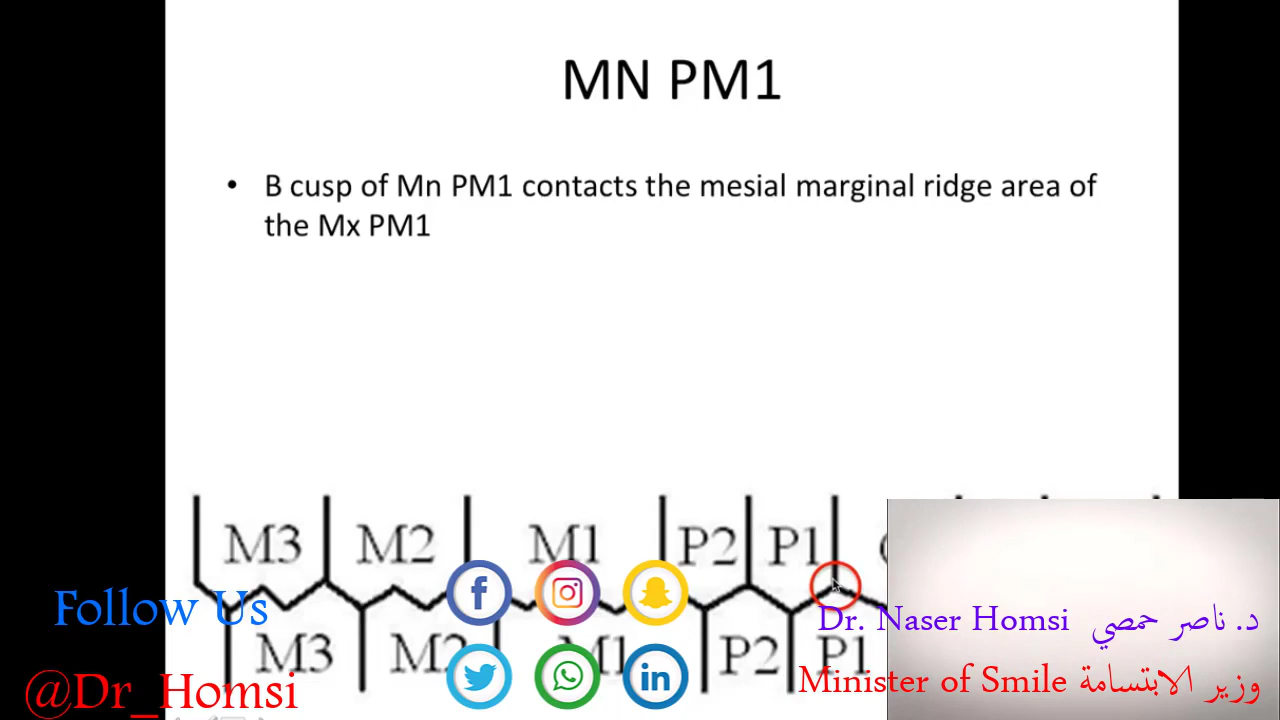 MN PM1
• B cusp of Mn PM1 contacts the mesial marginal ridge area of
the Mx PM1
M3 M2 M1 P2 P1
Follow Us
Dr. Naser Homsi د. ناصر حمصي
M3 M2 M1 P2 P1
@Dr_Homsi
Minister of Smile وزير الابتسامة